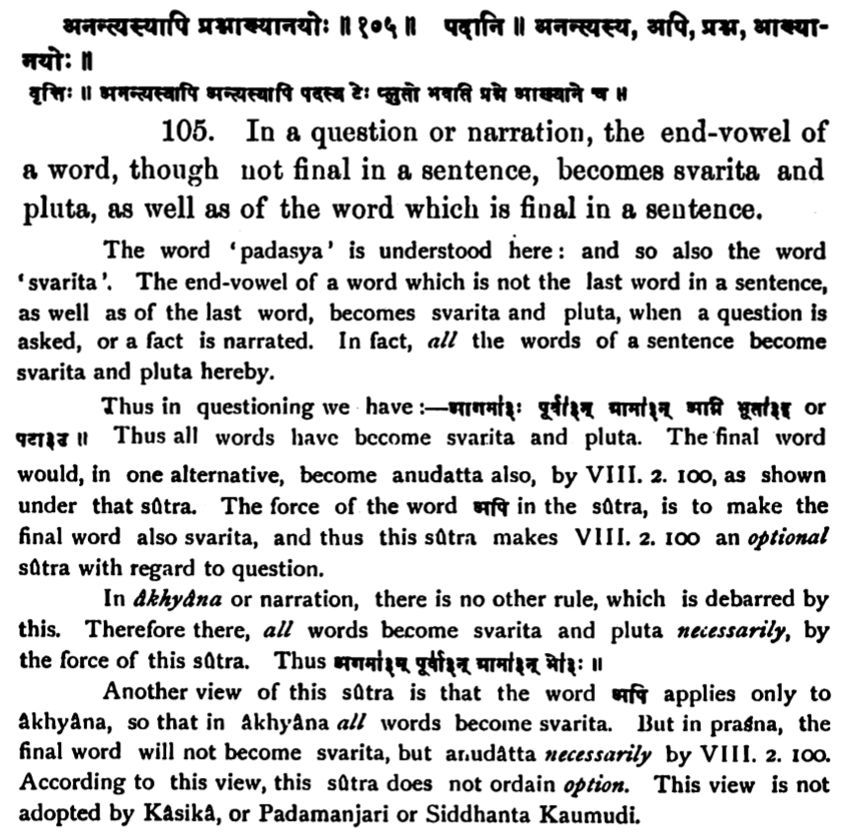 अनन्त्यस्यापि प्रश्नाख्यानयोः ॥ १०५ ॥ पदानि ॥ अनन्त्यस्य, अपि, प्रश्न, आख्या-
नयोः ॥
वृत्तिः ॥ अनन्त्यस्यापि अन्त्यस्यापि पदस्य टेः प्लुतो भवति प्रश्ने आख्याने च ॥
105. In a question or narration, the end-vowel of
a word, though not final in a sentence, becomes svarita and
pluta, as well as of the word which is final in a sentence.
The word 'padasya' is understood here: and so also the word
'svarita'. The end-vowel of a word which is not the last word in a sentence,
as well as of the last word, becomes svarita and pluta, when a question is
asked, or a fact is narrated. In fact, all the words of a sentence become
svarita and pluta hereby.
Thus in questioning we have :— पूर्वा॑३न् ग्रामा॑३न् or
पटा३उ ॥ Thus all words have become svarita and pluta. The final word
would, in one alternative, become anudatta also, by VIII. 2. 100, as shown
under that sûtra. The force of the word अपि in the sûtra, is to make the
final word also svarita, and thus this sûtra makes VIII. 2. 100 an optional
sûtra with regard to question.
In âkhyâna or narration, there is no other rule, which is debarred by
this. Therefore there, all words become svarita and pluta necessarily, by
the force of this sûtra. Thus अगमा॑३म् पूर्वा॑३न् ग्रामा॑३न् भो॑३ः ॥
Another view of this sûtra is that the word अपि applies only to
âkhyâna, so that in âkhyâna all words become svarita. But in praśna, the
final word will not become svarita, but anudâtta necessarily by VIII. 2. 100.
According to this view, this sûtra does not ordain option. This view is not
adopted by Kâsikâ, or Padamanjari or Siddhanta Kaumudi.